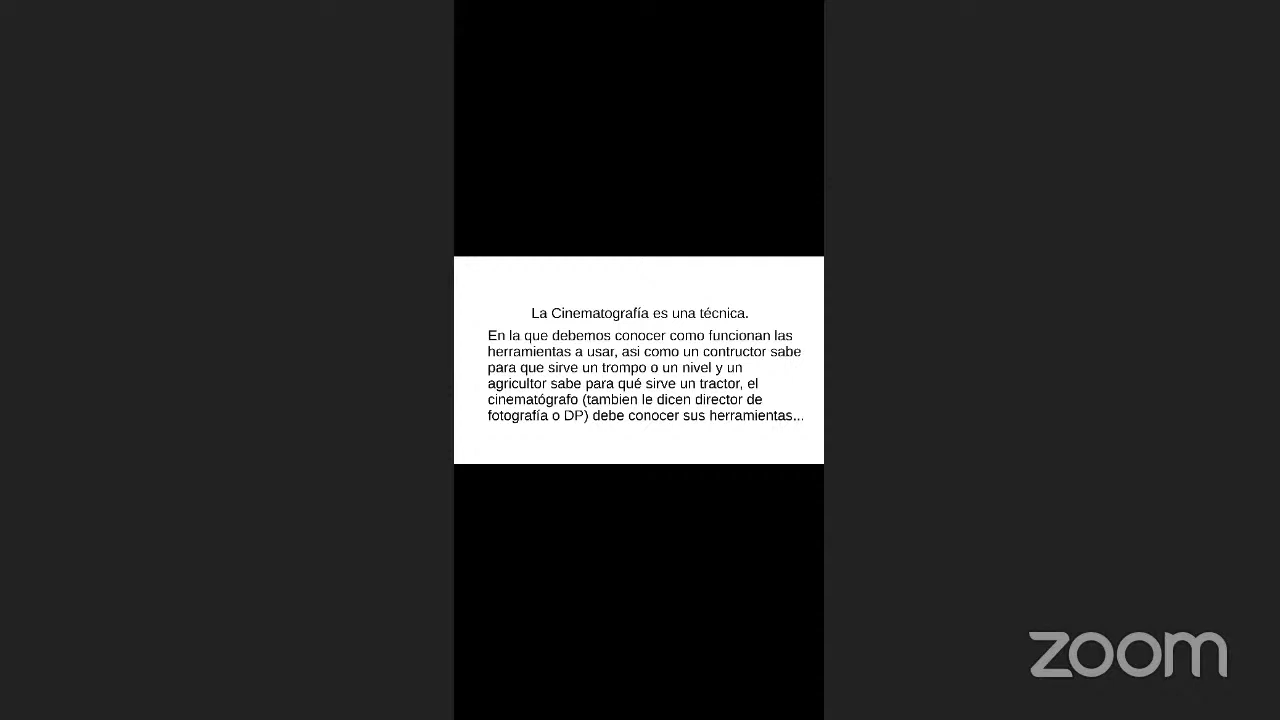 La Cinematografía es una técnica.
En la que debemos conocer como funcionan las
herramientas a usar, asi como un contructor sabe
para que sirve un trompo o un nivel y un
agricultor sabe para qué sirve un tractor, el
cinematógrafo (tambien le dicen director de
fotografía o DP) debe conocer sus herramientas...
zoom